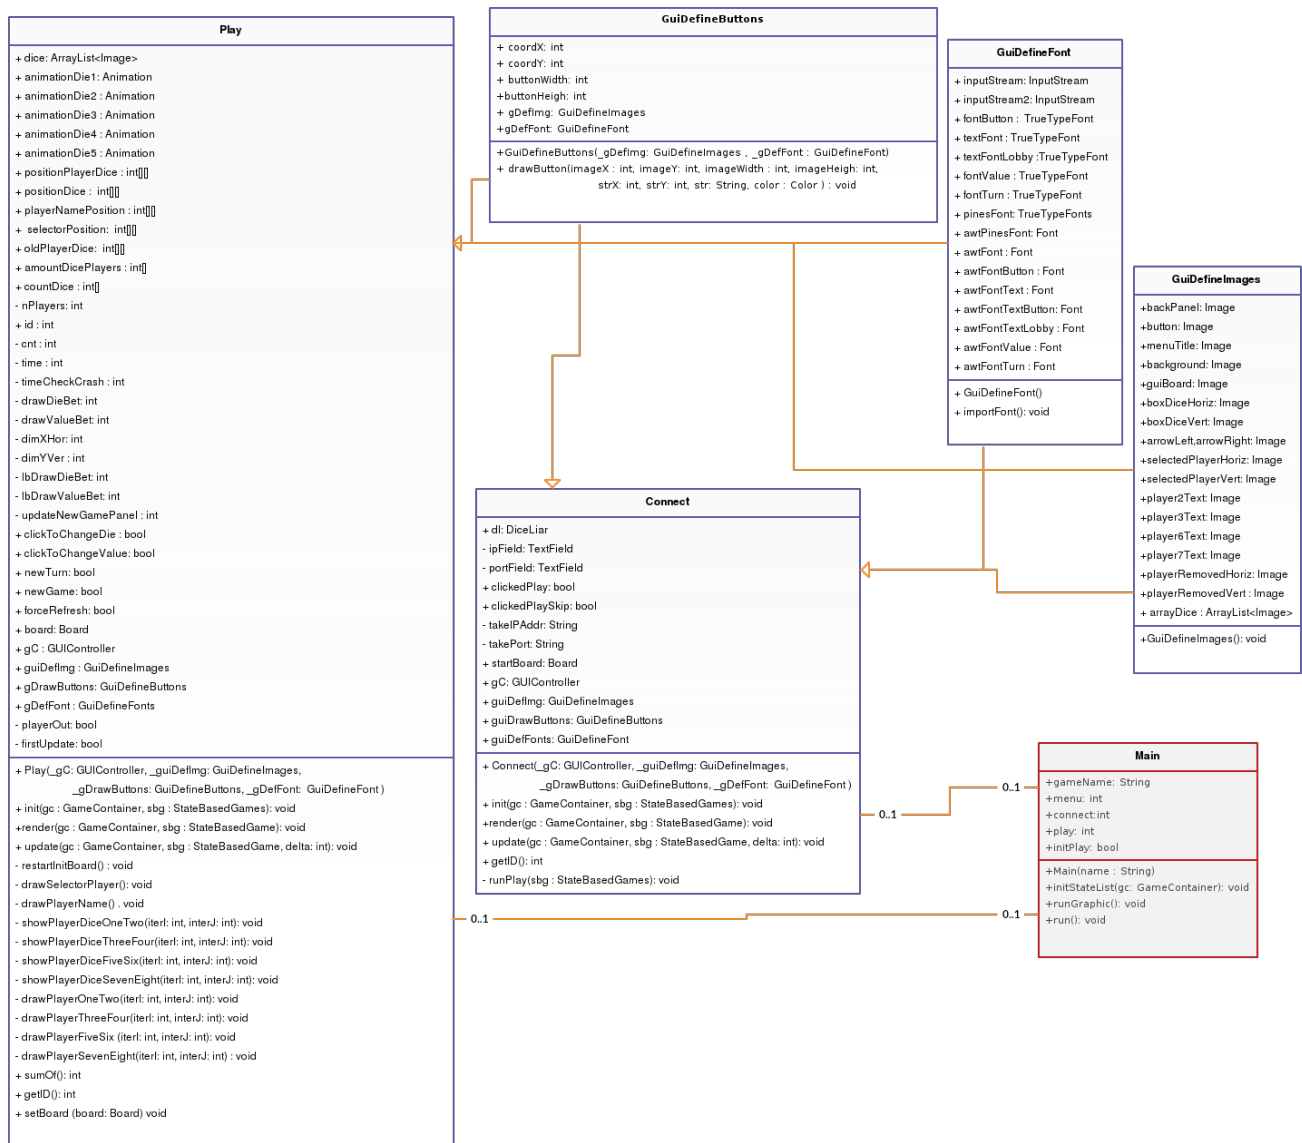 Play
+ dice: ArrayList<Image>
+ animationDie1: Animation
+ animationDie2 : Animation
+ animationDie3 : Animation
+ animationDie4 : Animation
+ animationDie5 : Animation
+ positionPlayerDice : int[][]
+ positionDice : int[][]
+ playerNamePosition : int[][]
+ selectorPosition: int[][]
+ oldPlayerDice: int[][]
+ amountDicePlayers : int[]
+ countDice : int[]
- nPlayers: int
+ id : int
- cnt : int
- time : int
- timeCheckCrash : int
- drawDieBet: int
- drawValueBet: int
- dimXHor: int
- dimYVer : int
- lbDrawDieBet: int
- lbDrawValueBet: int
- updateNewGamePanel : int
+ clickToChangeDie : bool
+ clickToChangeValue: bool
+ newTurn: bool
+ newGame: bool
+ forceRefresh: bool
+ board: Board
+ gC : GUIController
+ guiDefImg : GuiDefineImages
+ gDrawButtons: GuiDefineButtons
+ gDefFont : GuiDefineFonts
- playerOut: bool
- firstUpdate: bool
+ Play(_gC: GUIController, _guiDefImg: GuiDefineImages,
_gDrawButtons: GuiDefineButtons, _gDefFont: GuiDefineFont )
+ init(gc : GameContainer, sbg : StateBasedGames): void
+render(gc : GameContainer, sbg : StateBasedGame): void)
+ update(gc : GameContainer, sbg : StateBasedGame, delta: int): void
- restartInitBoard() : void
- drawSelectorPlayer(): void
- drawPlayerName() . void
- showPlayerDiceOneTwo(iterI: int, interJ: int): void
- showPlayerDiceThreeFour(iterI: int, interJ: int): void
- showPlayerDiceFiveSix(iterI: int, interJ: int): void
- showPlayerDiceSevenEight(iterI: int, interJ: int): void
- drawPlayerOneTwo(iterI: int, interJ: int): void
- drawPlayerThreeFour(iterI: int, interJ: int): void
- drawPlayerFiveSix (iterI: int, interJ: int): void
- drawPlayerSevenEight(iterI: int, interJ: int) : void
+ sumOf(): int
+ getID(): int
+ setBoard (board: Board) void
GuiDefineButtons
+ coordX: int
+ coordY: int
+ buttonWidth: int
+buttonHeigh: int
+ gDefImg: GuiDefineImages
+gDefFont: GuiDefineFont
+GuiDefineButtons(_gDefImg: GuiDefineImages , _gDefFont : GuiDefineFont)
+ drawButton(imageX : int, imageY: int, imageWidth : int, imageHeigh: int,
strX: int, strY: int, str: String, color : Color ) : void
GuiDefineFont
+ inputStream: InputStream
+ inputStream2: InputStream
+ fontButton : TrueTypeFont
+ textFont : TrueTypeFont
+ textFontLobby :TrueTypeFont
+ fontValue : TrueTypeFont
+ fontTurn : TrueTypeFont
+ pinesFont: TrueTypeFonts
+ awtPinesFont: Font
+ awtFont : Font
+ awtFontButton : Font
+ awtFontText : Font
+ awtFontTextButton: Font
+ awtFontTextLobby : Font
+ awtFontValue : Font
+ awtFontTurn : Font
+ GuiDefineFont()
+ importFont(): void
GuiDefineImages
+backPanel: Image
+button: Image
+menuTitle: Image
+background: Image
+guiBoard: Image
+boxDiceHoriz: Image
+boxDiceVert: Image
+arrowLeft,arrowRight: Image
+selectedPlayerHoriz: Image
+selectedPlayerVert: Image
+player2Text: Image
+player3Text: Image
+player6Text: Image
+player7Text: Image
+playerRemovedHoriz: Image
+playerRemovedVert : Image
+ arrayDice : ArrayList<Image>
+GuiDefineImages(): void
Connect
+ dl: DiceLiar
- ipField: TextField
- portField: TextField
+ clickedPlay: bool
+ clickedPlaySkip: bool
- takeIPAddr: String
- takePort: String
+ startBoard: Board
+ gC: GUIController
+ guiDefImg: GuiDefineImages
+ guiDrawButtons: GuiDefineButtons
+ guiDefFonts: GuiDefineFont
+ Connect(_gC: GUIController, _guiDefImg: GuiDefineImages,
_gDrawButtons: GuiDefineButtons, _gDefFont: GuiDefineFont )
+ init(gc : GameContainer, sbg : StateBasedGames): void
+render(gc : GameContainer, sbg : StateBasedGame): void)
+ update(gc : GameContainer, sbg : StateBasedGame, delta: int): void
+ getID(): int
- runPlay(sbg : StateBasedGames): void
Main
+gameName: String
+menu: int
+connect:int
+play: int
+initPlay: bool
+Main(name : String)
+initStateList(gc: GameContainer): void
+runGraphic(): void
+run(): void
0..1
0..1
0..1
0..1